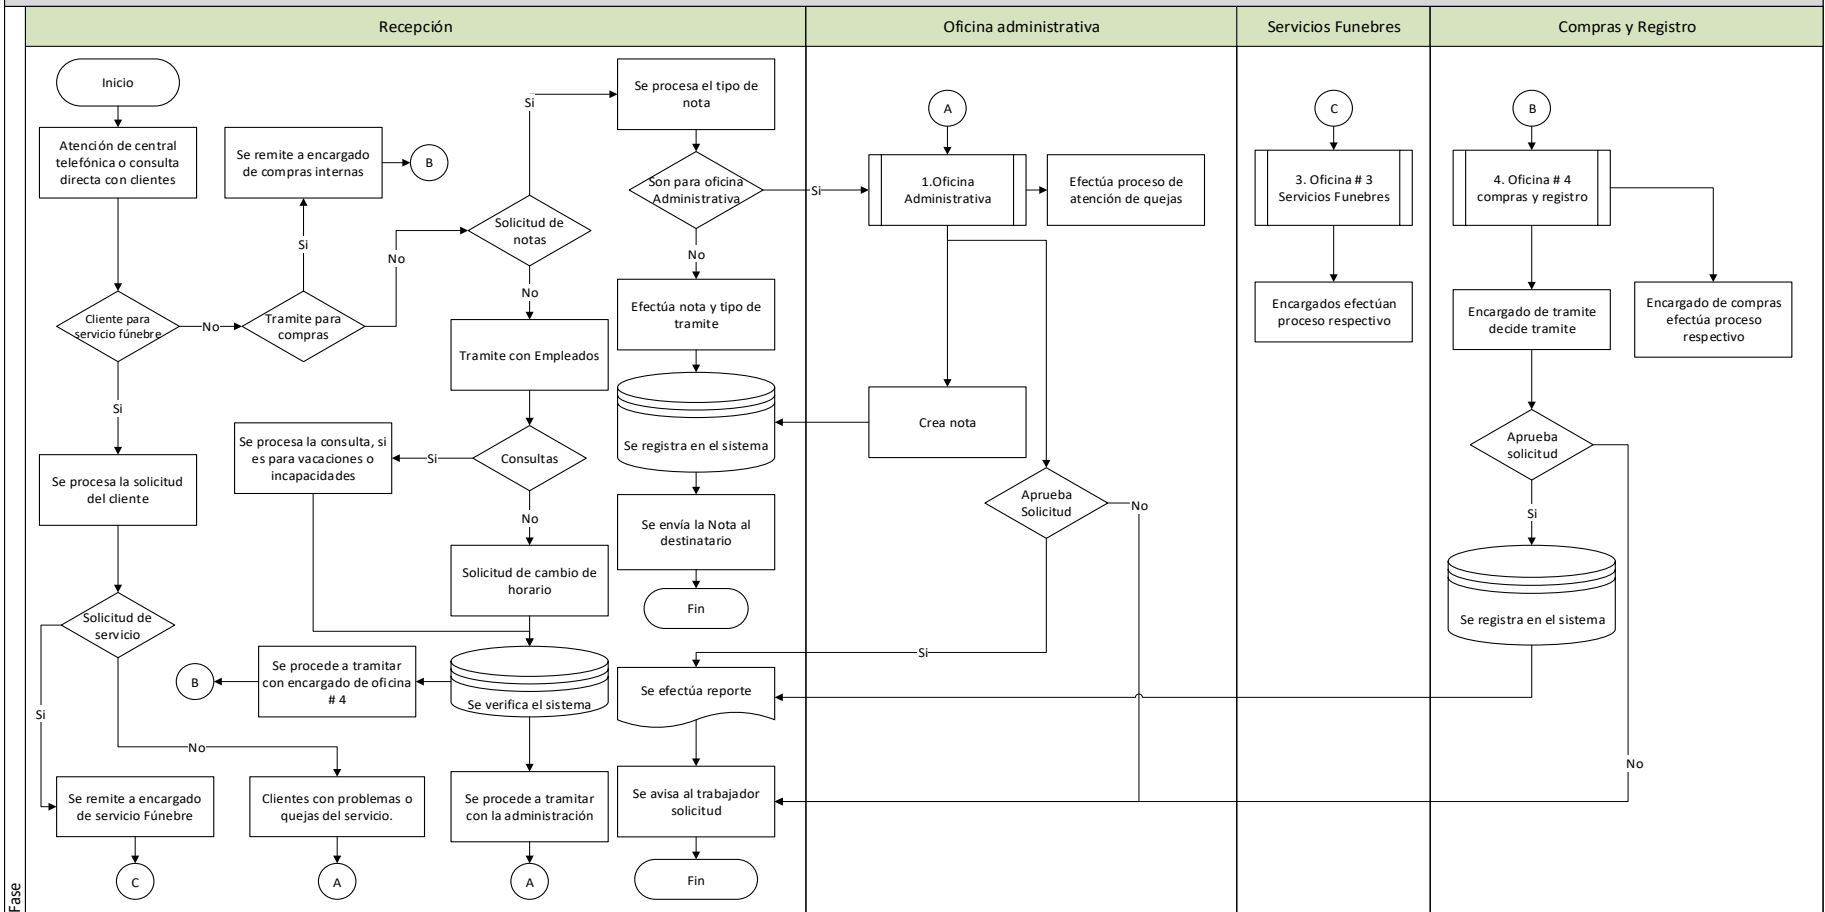 Recepción
Oficina administrativa
Servicios Funebres
Compras y Registro
Fase
Inicio
Atención de central
telefónica o consulta
directa con clientes
Cliente para
servicio fúnebre
No
Si
Se procesa la solicitud
del cliente
Solicitud de
servicio
Si
No
Se remite a encargado
de servicio Fúnebre
C
Clientes con problemas o
quejas del servicio.
A
Tramite para
compras
Si
No
Se remite a encargado
de compras internas
B
Solicitud de
notas
Si
No
Tramite con Empleados
Consultas
Si
No
Se procesa la consulta, si
es para vacaciones o
incapacidades
Solicitud de cambio de
horario
Se verifica el sistema
Se procede a tramitar
con encargado de oficina
# 4
B
Se procede a tramitar
con la administración
A
Se procesa el tipo de
nota
Son para oficina
Administrativa
Si
No
Efectúa nota y tipo de
tramite
Se registra en el sistema
Se envía la Nota al
destinatario
Fin
Se efectúa reporte
Se avisa al trabajador
solicitud
Fin
A
1.Oficina
Administrativa
Efectúa proceso de
atención de quejas
Crea nota
Aprueba
Solicitud
No
Si
C
3. Oficina # 3
Servicios Funebres
Encargados efectúan
proceso respectivo
B
4. Oficina # 4
compras y registro
Encargado de tramite
decide tramite
Encargado de compras
efectúa proceso
respectivo
Aprueba
solicitud
Si
Se registra en el sistema
No